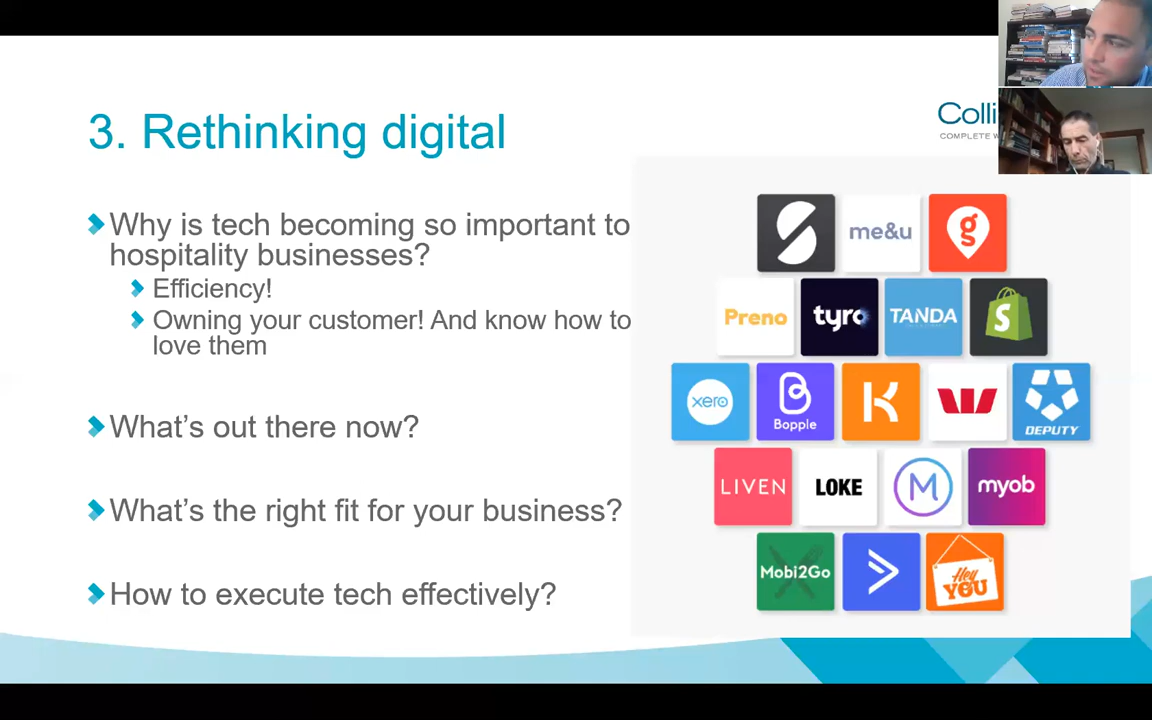 3. Rethinking digital
Colli
COMPLETE W
Why is tech becoming so important to
hospitality businesses?
Efficiency!
Owning your customer! And know how to
love them
What's out there now?
What's the right fit for your business?
How to execute tech effectively?
me&u
g
Preno
tyro
TANDA
S
xero
Bopple
K
W
DEPUTY
LIVEN
LOKE
M
myob
Mobi2Go
Hey
YOU